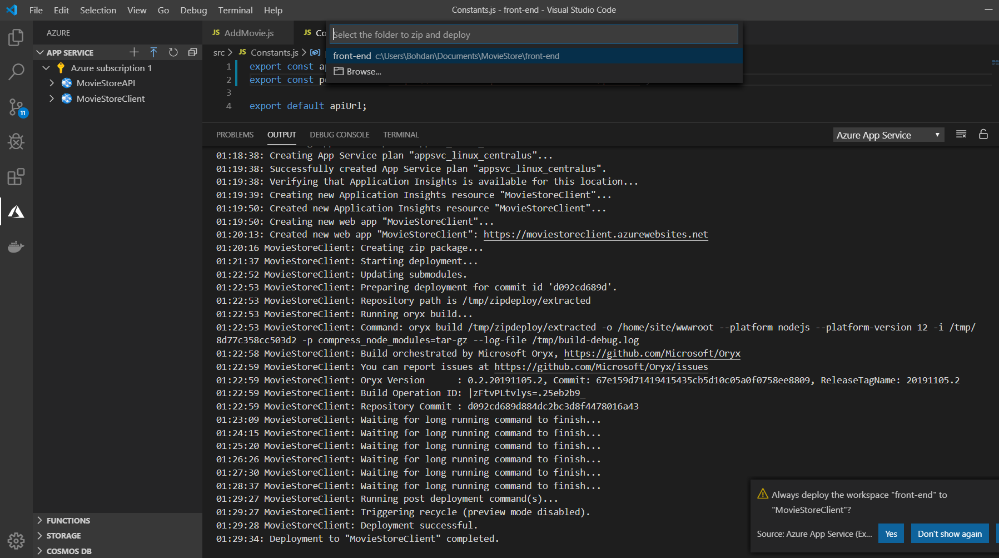 File Edit Selection View Go Debug Terminal Help
Constants.js - front-end - Visual Studio Code
AZURE
APP SERVICE
Azure subscription 1
MovieStoreAPI
MovieStoreClient
11
FUNCTIONS
STORAGE
COSMOS DB
JS AddMovie.js
JS Co
Select the folder to zip and deploy
front-end c:\Users\Bohdan\Documents\MovieStore\front-end
Browse...
src > JS Constants.js >
1 export const a
2 export const p
3
4 export default apiUrl;
PROBLEMS OUTPUT DEBUG CONSOLE TERMINAL
Azure App Service
01:18:38: Creating App Service plan "appsvc_linux_centralus"...
01:19:38: Successfully created App Service plan "appsvc_linux_centralus".
01:19:38: Verifying that Application Insights is available for this location...
01:19:39: Creating new Application Insights resource "MovieStoreClient"...
01:19:50: Created new Application Insights resource "MovieStoreClient"...
01:19:50: Creating new web app "MovieStoreClient"...
01:20:13: Created new web app "MovieStoreClient": https://moviestoreclient.azurewebsites.net
01:20:16 MovieStoreClient: Creating zip package...
01:21:37 MovieStoreClient: Starting deployment...
01:22:52 MovieStoreClient: Updating submodules.
01:22:53 MovieStoreClient: Preparing deployment for commit id 'd092cd689d'.
01:22:53 MovieStoreClient: Repository path is /tmp/zipdeploy/extracted
01:22:53 MovieStoreClient: Running oryx build...
01:22:53 MovieStoreClient: Command: oryx build /tmp/zipdeploy/extracted -o /home/site/wwwroot --platform nodejs --platform-version 12 -i /tmp/
8d77c358cc503d2 -p compress_node_modules=tar-gz --log-file /tmp/build-debug.log
01:22:58 MovieStoreClient: Build orchestrated by Microsoft Oryx, https://github.com/Microsoft/Oryx
01:22:59 MovieStoreClient: You can report issues at https://github.com/Microsoft/Oryx/issues
01:22:59 MovieStoreClient: Oryx Version : 0.2.20191105.2, Commit: 67e159d71419415435cb5d10c05a0f0758ee8809, ReleaseTagName: 20191105.2
01:22:59 MovieStoreClient: Build Operation ID: |zFtvPLtvlys=.25eb2b9_
01:22:59 MovieStoreClient: Repository Commit : d092cd689d884dc2bc3d8f4478016a43
01:23:09 MovieStoreClient: Waiting for long running command to finish...
01:24:15 MovieStoreClient: Waiting for long running command to finish...
01:25:20 MovieStoreClient: Waiting for long running command to finish...
01:26:26 MovieStoreClient: Waiting for long running command to finish...
01:27:30 MovieStoreClient: Waiting for long running command to finish...
01:28:37 MovieStoreClient: Waiting for long running command to finish...
01:29:27 MovieStoreClient: Running post deployment command(s)...
01:29:27 MovieStoreClient: Triggering recycle (preview mode disabled).
01:29:28 MovieStoreClient: Deployment successful.
01:29:34: Deployment to "MovieStoreClient" completed.
Always deploy the workspace "front-end" to
"MovieStoreClient"?
Source: Azure App Service (Ex... Yes Don't show again